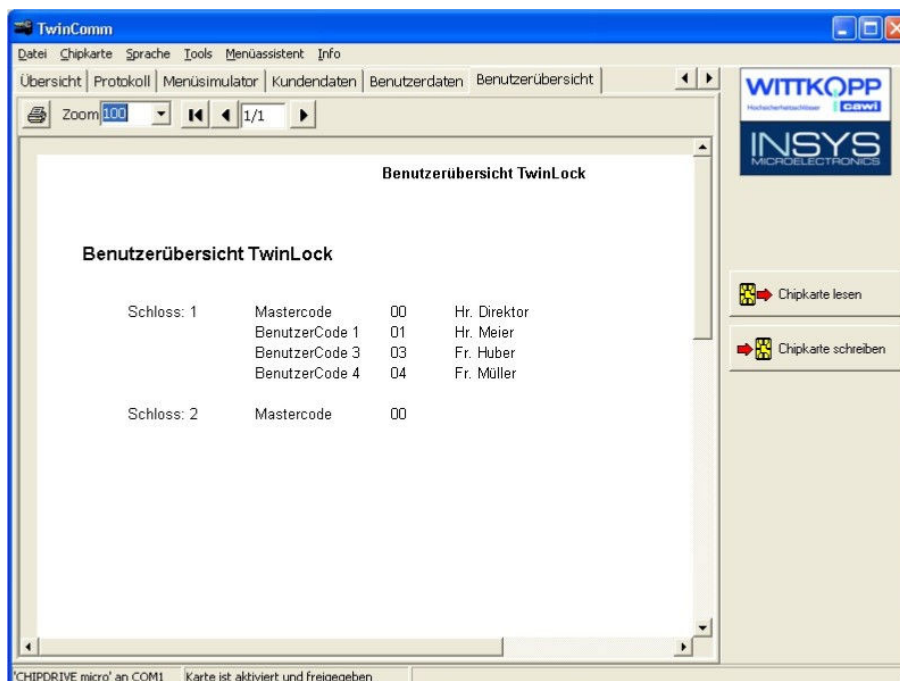 TwinComm
Datei Chipkarte Sprache Tools Menüassistent Info
Übersicht Protokoll Menüsimulator Kundendaten Benutzerdaten Benutzerübersicht
Zoom 100 1/1
WITTKOPP
Hochsicherheitsschlösser cawi
INSYS
MICROELECTRONICS
Benutzerübersicht TwinLock
Benutzerübersicht TwinLock
Schloss: 1 Mastercode 00 Hr. Direktor
BenutzerCode 1 01 Hr. Meier
BenutzerCode 3 03 Fr. Huber
BenutzerCode 4 04 Fr. Müller
Schloss: 2 Mastercode 00
Chipkarte lesen
Chipkarte schreiben
'CHIPDRIVE micro' an COM1 Karte ist aktiviert und freigegeben